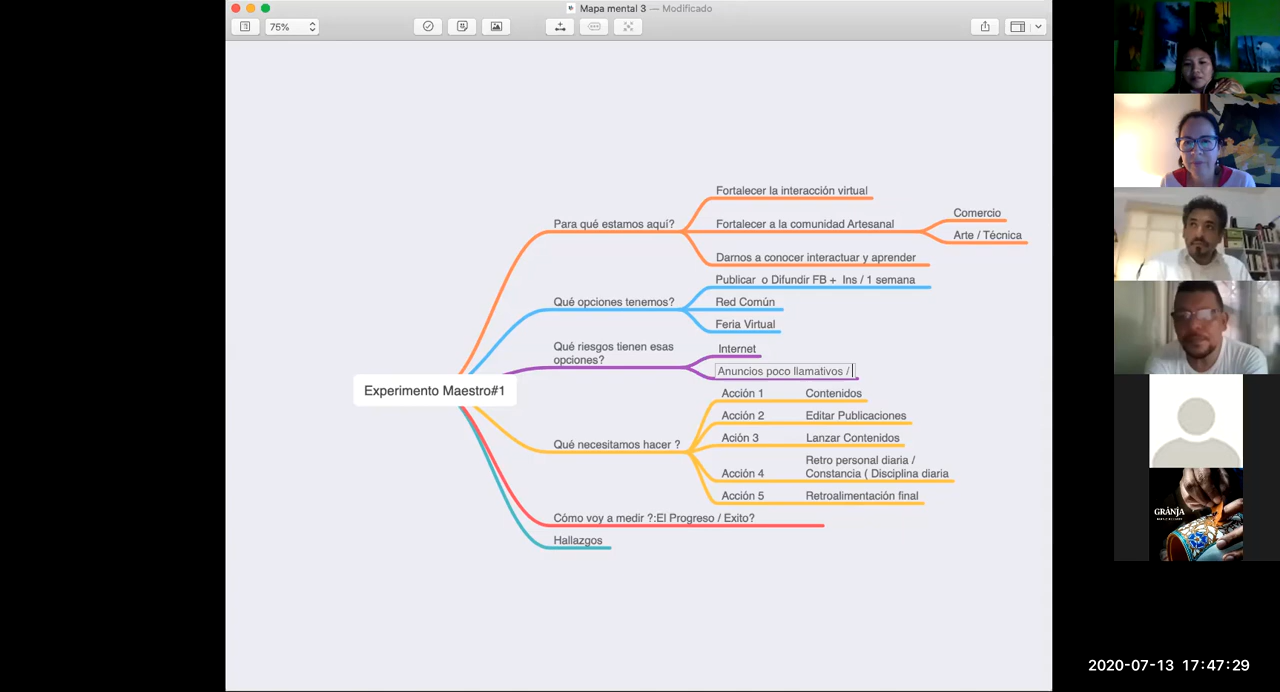 Mapa mental 3 — Modificado
75%
Fortalecer la interacción virtual
Para qué estamos aquí?
Fortalecer a la comunidad Artesanal
Comercio
Arte / Técnica
Darnos a conocer interactuar y aprender
Qué opciones tenemos?
Publicar o Difundir FB + Ins / 1 semana
Red Común
Feria Virtual
Qué riesgos tienen esas
opciones?
Internet
Anuncios poco llamativos /
Experimento Maestro#1
Qué necesitamos hacer ?
Acción 1 Contenidos
Acción 2 Editar Publicaciones
Ación 3 Lanzar Contenidos
Retro personal diaria /
Acción 4 Constancia ( Disciplina diaria
Acción 5 Retroalimentación final
Cómo voy a medir ?:El Progreso / Exito?
Hallazgos
GRÁNJA
2020-07-13 17:47:29